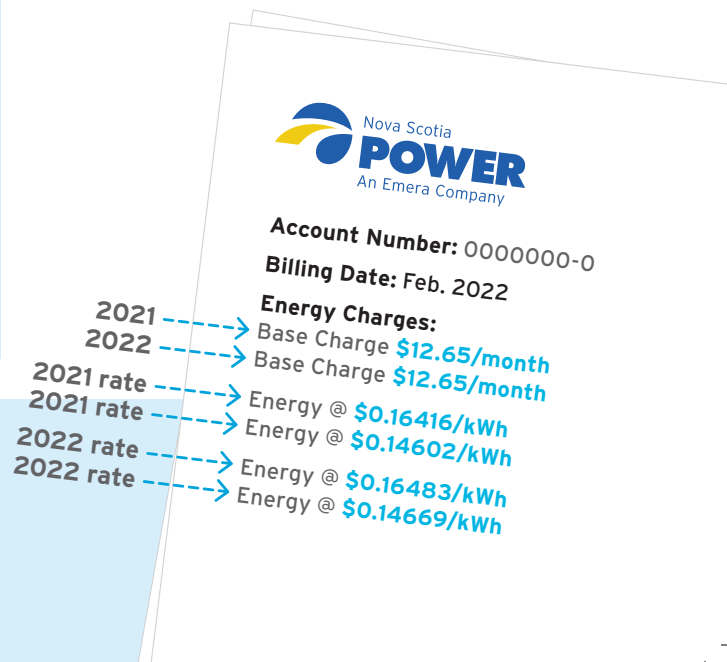 Nova Scotia
POWER
An Emera Company
Account Number: 0000000-0
Billing Date: Feb. 2022
Energy Charges:
2021 Base Charge $12.65/month
2022 Base Charge $12.65/month
2021 rate Energy @ $0.16416/kWh
2021 rate Energy @ $0.14602/kWh
2022 rate Energy @ $0.16483/kWh
2022 rate Energy @ $0.14669/kWh